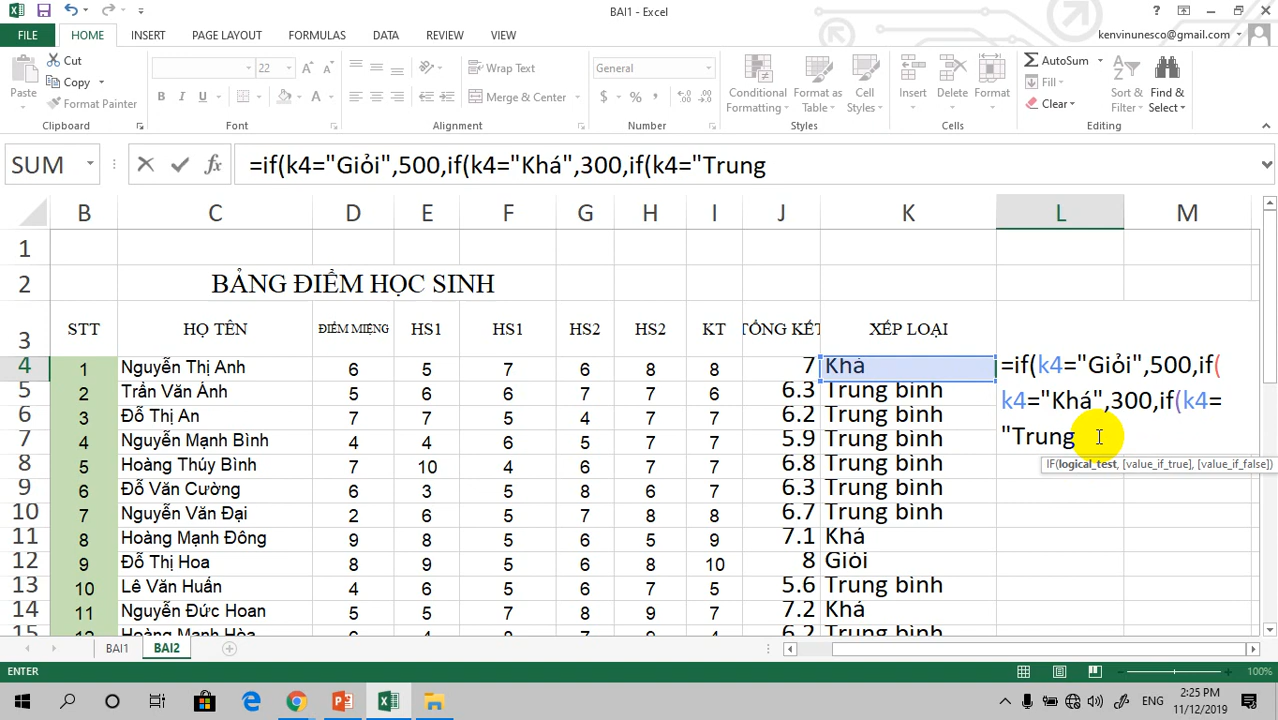 BAI1 - Excel
?
FILE HOME INSERT PAGE LAYOUT FORMULAS DATA REVIEW VIEW
kenvinunesco@gmail.com
Paste Cut Copy Format Painter
22
B I U A
Wrap Text
Merge & Center
General
$ % ,
Conditional Formatting Format as Table Cell Styles
Insert Delete Format
AutoSum Fill Clear
Sort & Filter Find & Select
Clipboard Font Alignment Number Styles Cells Editing
SUM fx =if(k4="Giỏi",500,if(k4="Khá",300,if(k4="Trung
B C D E F G H I J K L M
1
2 BẢNG ĐIỂM HỌC SINH
3 STT HỌ TÊN ĐIỂM MIỆNG HS1 HS1 HS2 HS2 KT TỔNG KẾT XẾP LOẠI
4 1 Nguyễn Thị Anh 6 5 7 6 8 8 7 Khá
5 2 Trần Văn Ánh 5 6 6 7 7 6 6.3 Trung bình
6 3 Đỗ Thị An 7 7 5 4 7 7 6.2 Trung bình
7 4 Nguyễn Mạnh Bình 4 4 6 5 7 7 5.9 Trung bình
8 5 Hoàng Thúy Bình 7 10 4 6 7 7 6.8 Trung bình
9 6 Đỗ Văn Cường 6 3 5 8 6 7 6.3 Trung bình
10 7 Nguyễn Văn Đại 2 6 5 7 8 8 6.7 Trung bình
11 8 Hoàng Mạnh Đông 9 8 5 6 5 9 7.1 Khá
12 9 Đỗ Thị Hoa 8 9 5 6 8 10 8 Giỏi
13 10 Lê Văn Huấn 4 6 5 6 7 5 5.6 Trung bình
14 11 Nguyễn Đức Hoan 5 5 7 8 9 7 7.2 Khá
15 12 Hoàng Mạnh Hòa 6.2 Trung bình
=if(k4="Giỏi",500,if(
k4="Khá",300,if(k4=
"Trung
IF(logical_test, [value_if_true], [value_if_false])
BAI1 BAI2
ENTER 100%
ENG 2:25 PM
11/12/2019